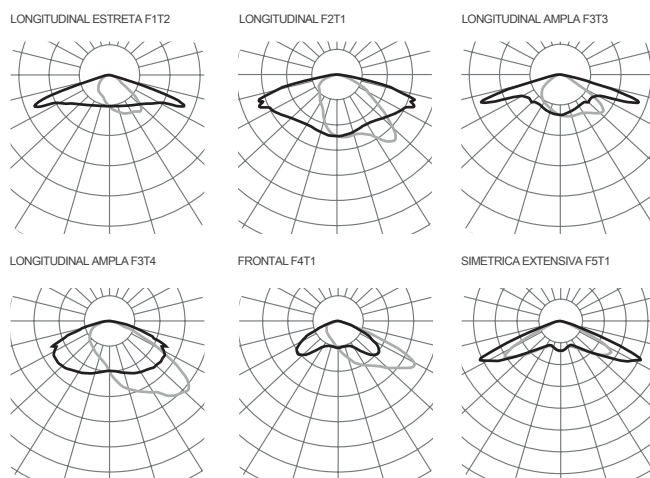 LONGITUDINAL ESTRETA F1T2
LONGITUDINAL F2T1
LONGITUDINAL AMPLA F3T3
LONGITUDINAL AMPLA F3T4
FRONTAL F4T1
SIMETRICA EXTENSIVA F5T1